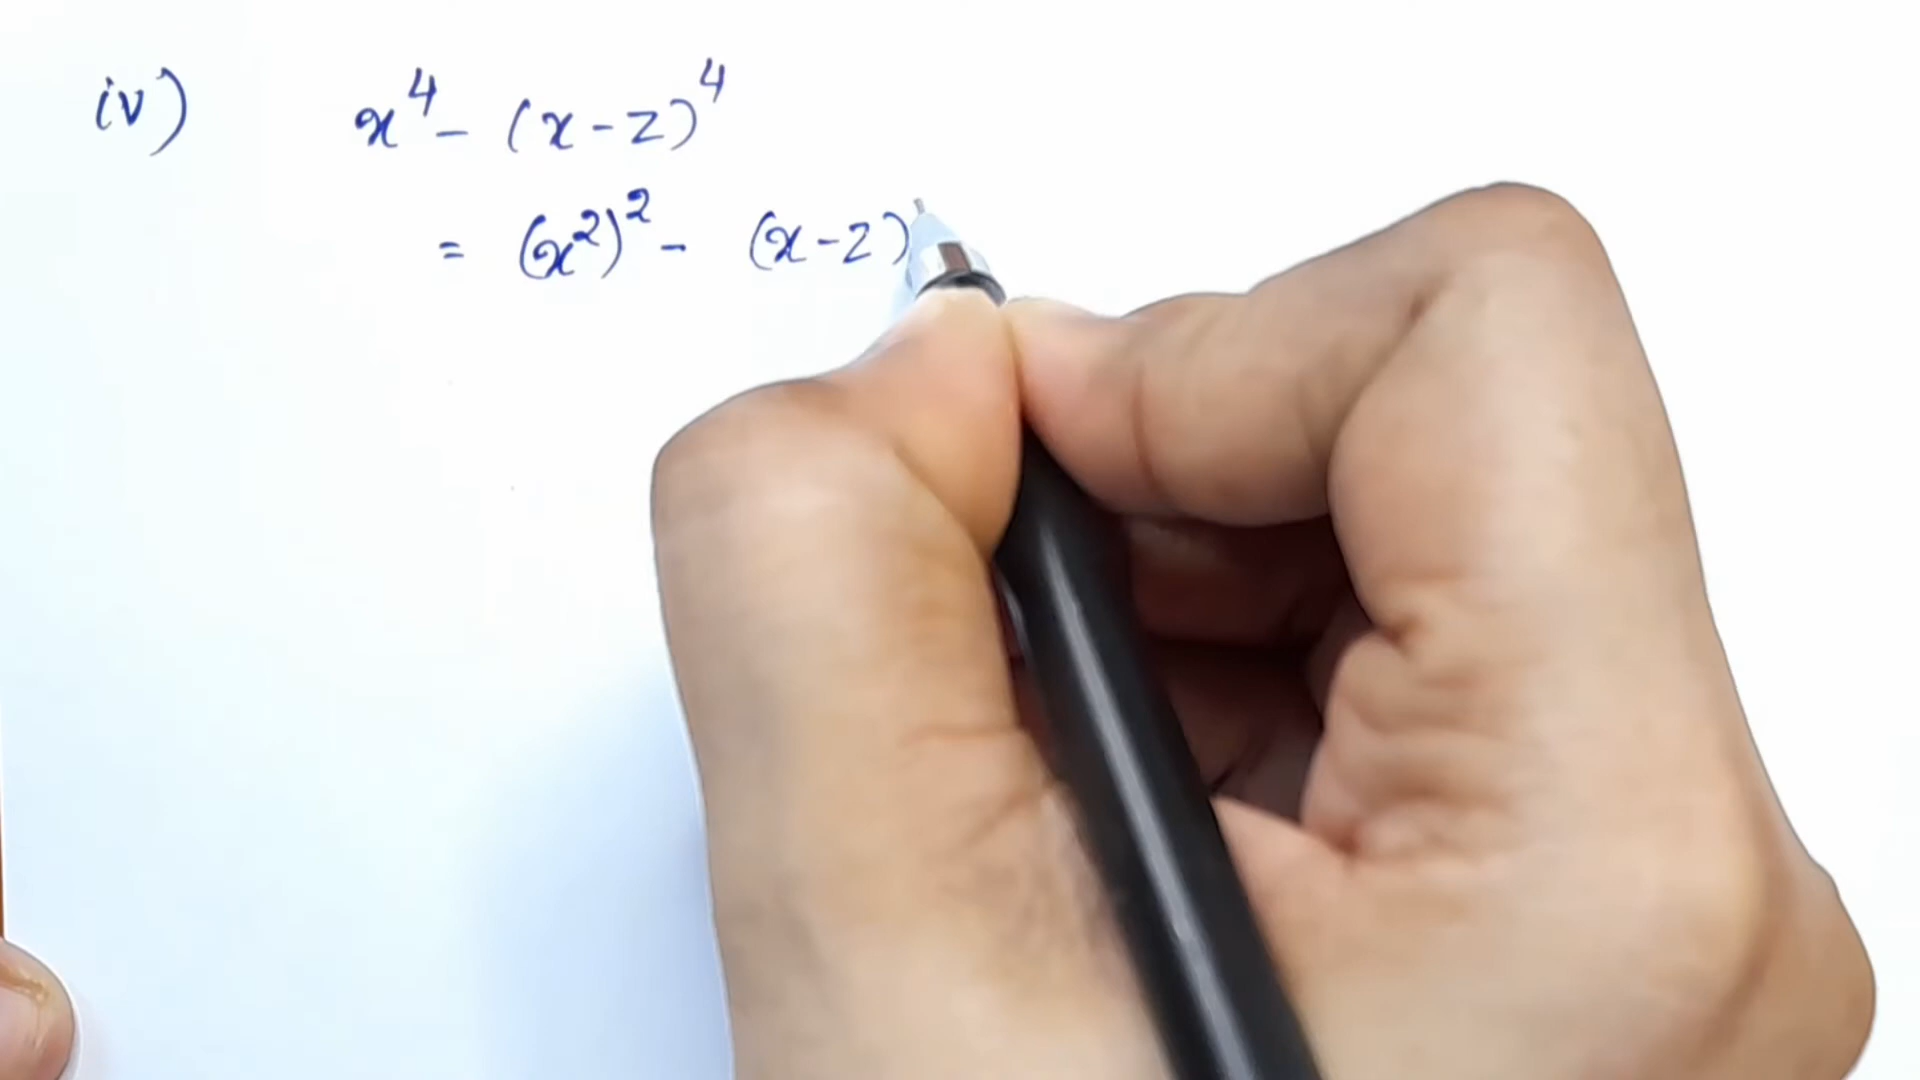 iv) x⁴ - (x - z)⁴
= (x²)² - (x - z)